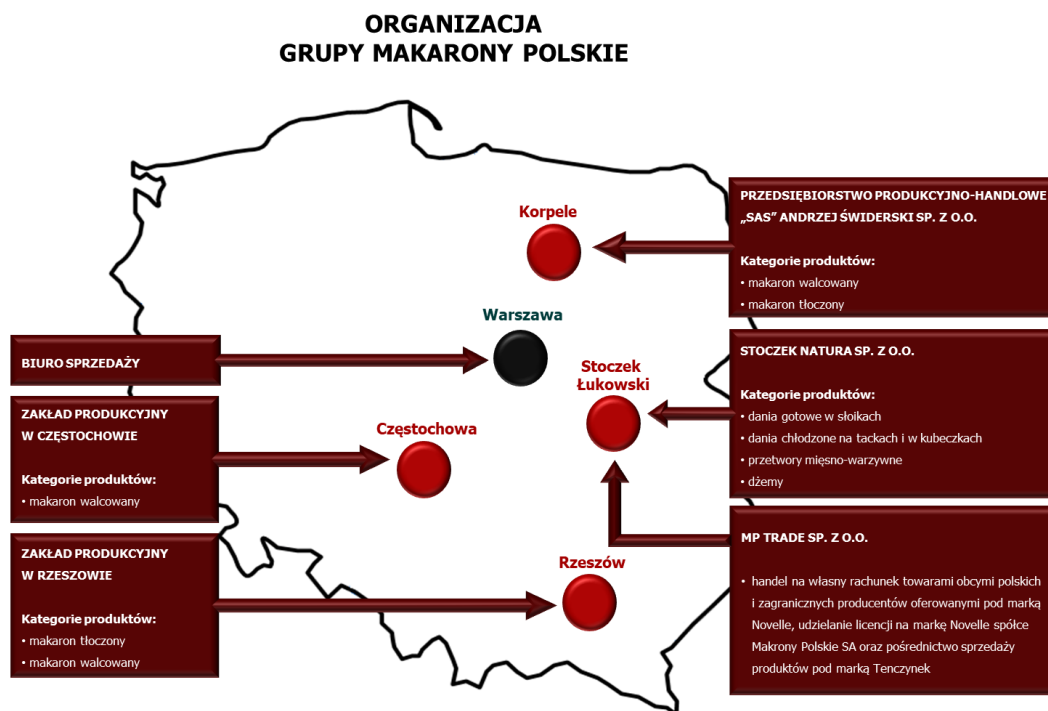 ORGANIZACJA
GRUPY MAKARONY POLSKIE
Korpele
Warszawa
Stoczek
Łukowski
Częstochowa
Rzeszów
BIURO SPRZEDAŻY
ZAKŁAD PRODUKCYJNY
W CZĘSTOCHOWIE
Kategorie produktów:
• makaron walcowany
ZAKŁAD PRODUKCYJNY
W RZESZOWIE
Kategorie produktów:
• makaron tłoczony
• makaron walcowany
PRZEDSIĘBIORSTWO PRODUKCYJNO-HANDLOWE
„SAS” ANDRZEJ ŚWIDERSKI SP. Z O.O.
Kategorie produktów:
• makaron walcowany
• makaron tłoczony
STOCZEK NATURA SP. Z O.O.
Kategorie produktów:
• dania gotowe w słoikach
• dania chłodzone na tackach i w kubeczkach
• przetwory mięsno-warzywne
• dżemy
MP TRADE SP. Z O.O.
• handel na własny rachunek towarami obcymi polskich
i zagranicznych producentów oferowanymi pod marką
Novelle, udzielanie licencji na markę Novelle spółce
Makrony Polskie SA oraz pośrednictwo sprzedaży
produktów pod marką Tenczynek